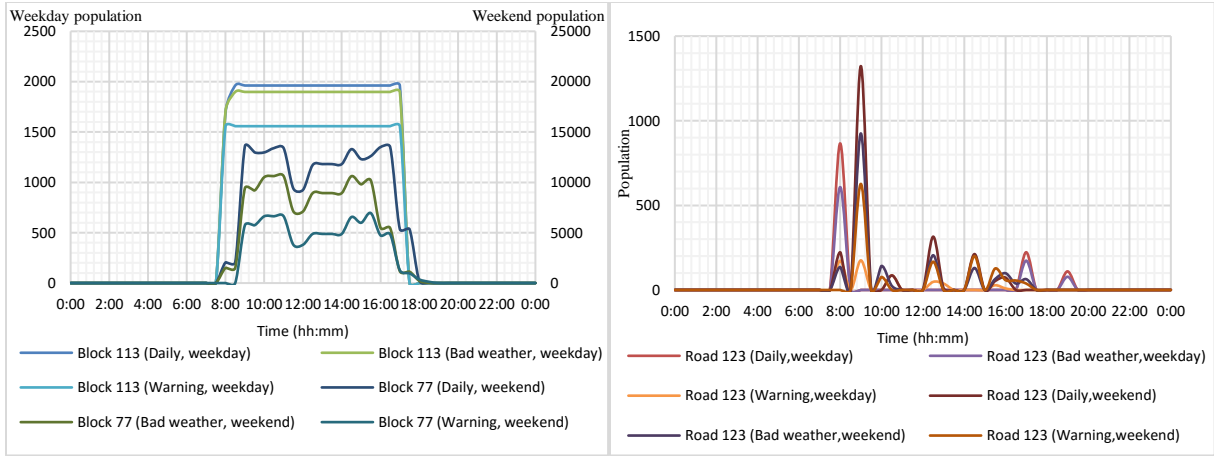 Weekday population Weekend population
2500 25000
2000 20000
1500 15000
1000 10000
500 5000
0 0
0:00 2:00 4:00 6:00 8:00 10:00 12:00 14:00 16:00 18:00 20:00 22:00 0:00
Time (hh:mm)
Block 113 (Daily, weekday) Block 113 (Bad weather, weekday)
Block 113 (Warning, weekday) Block 77 (Daily, weekend)
Block 77 (Bad weather, weekend) Block 77 (Warning, weekend)
1500
1000
500
0
Population
0:00 2:00 4:00 6:00 8:00 10:00 12:00 14:00 16:00 18:00 20:00 22:00 0:00
Time (hh:mm)
Road 123 (Daily,weekday) Road 123 (Bad weather,weekday)
Road 123 (Warning,weekday) Road 123 (Daily,weekend)
Road 123 (Bad weather,weekend) Road 123 (Warning,weekend)